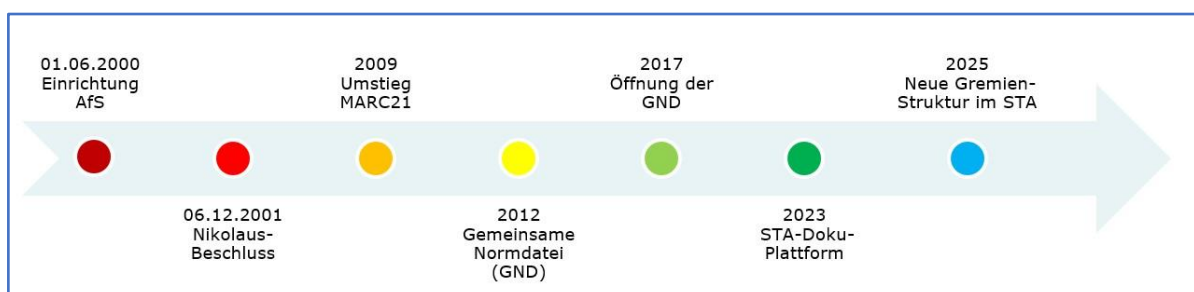 01.06.2000
Einrichtung
AfS
06.12.2001
Nikolaus-
Beschluss
2009
Umstieg
MARC21
2012
Gemeinsame
Normdatei
(GND)
2017
Öffnung der
GND
2023
STA-Doku-
Plattform
2025
Neue Gremien-
Struktur im STA